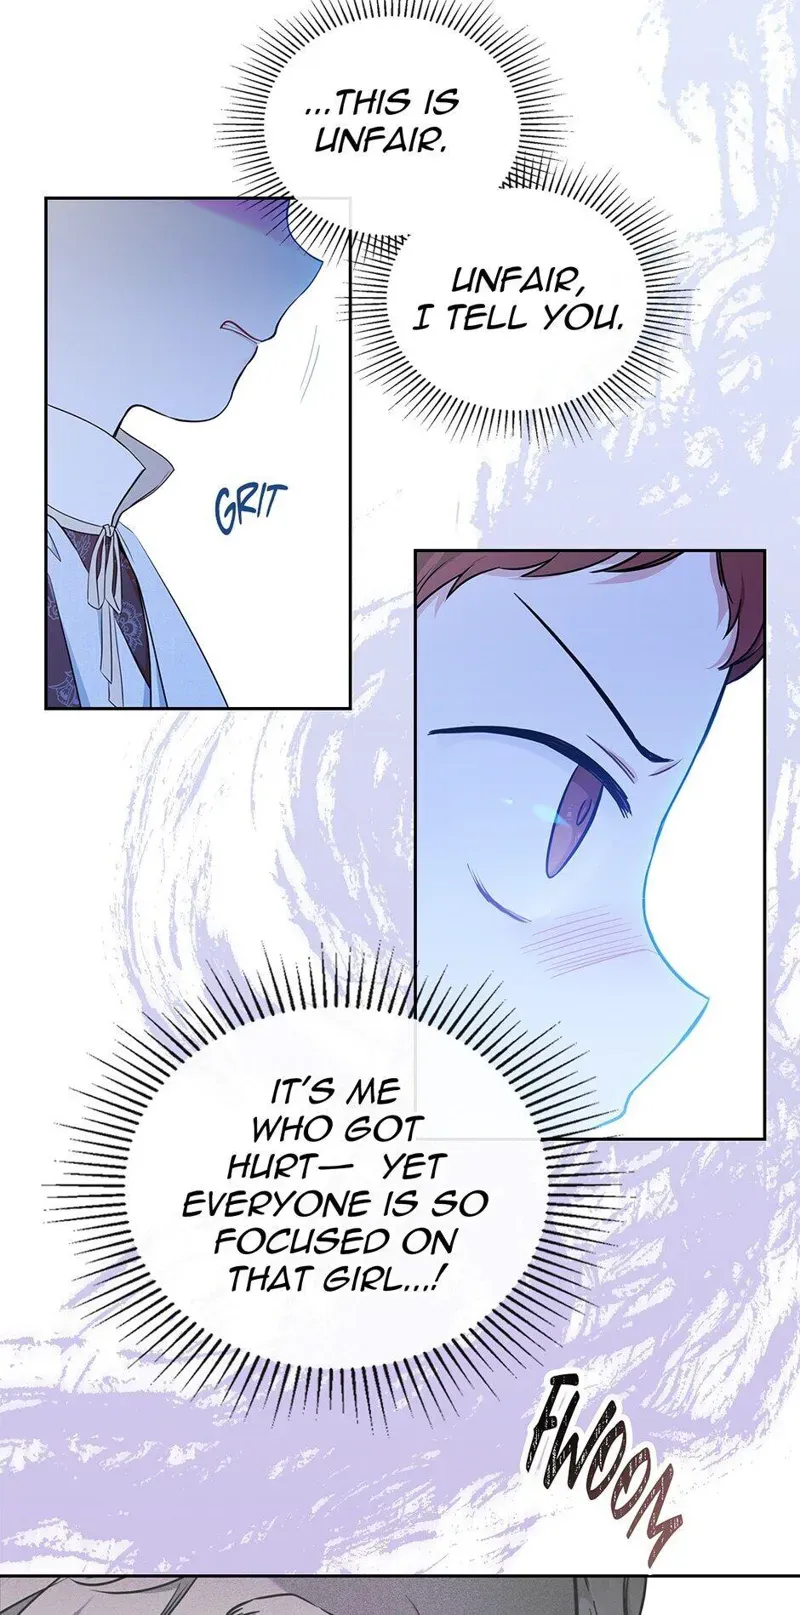 ...THIS IS
UNFAIR.
UNFAIR,
I TELL YOU.
GRIT
IT'S ME
WHO GOT
HURT— YET
EVERYONE IS SO
FOCUSED ON
THAT GIRL...!
FWOOM